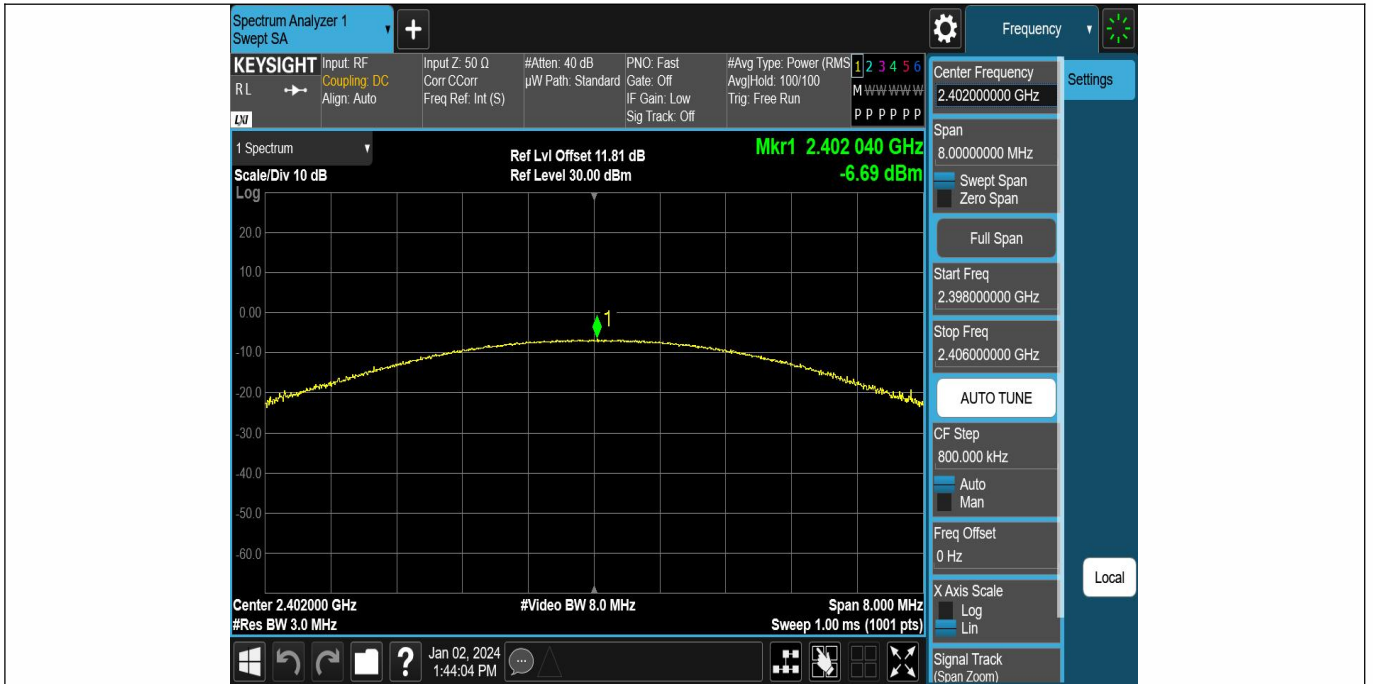 Spectrum Analyzer 1
Swept SA
+
Frequency
KEYSIGHT
RL
LXI
Input: RF
Coupling: DC
Align: Auto
Input Z: 50 Ω
Corr CCorr
Freq Ref: Int (S)
#Atten: 40 dB
µW Path: Standard
PNO: Fast
Gate: Off
IF Gain: Low
Sig Track: Off
#Avg Type: Power (RMS
Avg|Hold: 100/100
Trig: Free Run
1 2 3 4 5 6
M W W W W W
P P P P P P
1 Spectrum
Scale/Div 10 dB
Log
Ref Lvl Offset 11.81 dB
Ref Level 30.00 dBm
Mkr1 2.402 040 GHz
-6.69 dBm
20.0
10.0
0.00
-10.0
-20.0
-30.0
-40.0
-50.0
-60.0
1
Center 2.402000 GHz
#Res BW 3.0 MHz
#Video BW 8.0 MHz
Span 8.000 MHz
Sweep 1.00 ms (1001 pts)
Center Frequency
2.402000000 GHz
Settings
Span
8.00000000 MHz
Swept Span
Zero Span
Full Span
Start Freq
2.398000000 GHz
Stop Freq
2.406000000 GHz
AUTO TUNE
CF Step
800.000 kHz
Auto
Man
Freq Offset
0 Hz
X Axis Scale
Log
Lin
Signal Track
(Span Zoom)
Local
?
Jan 02, 2024
1:44:04 PM